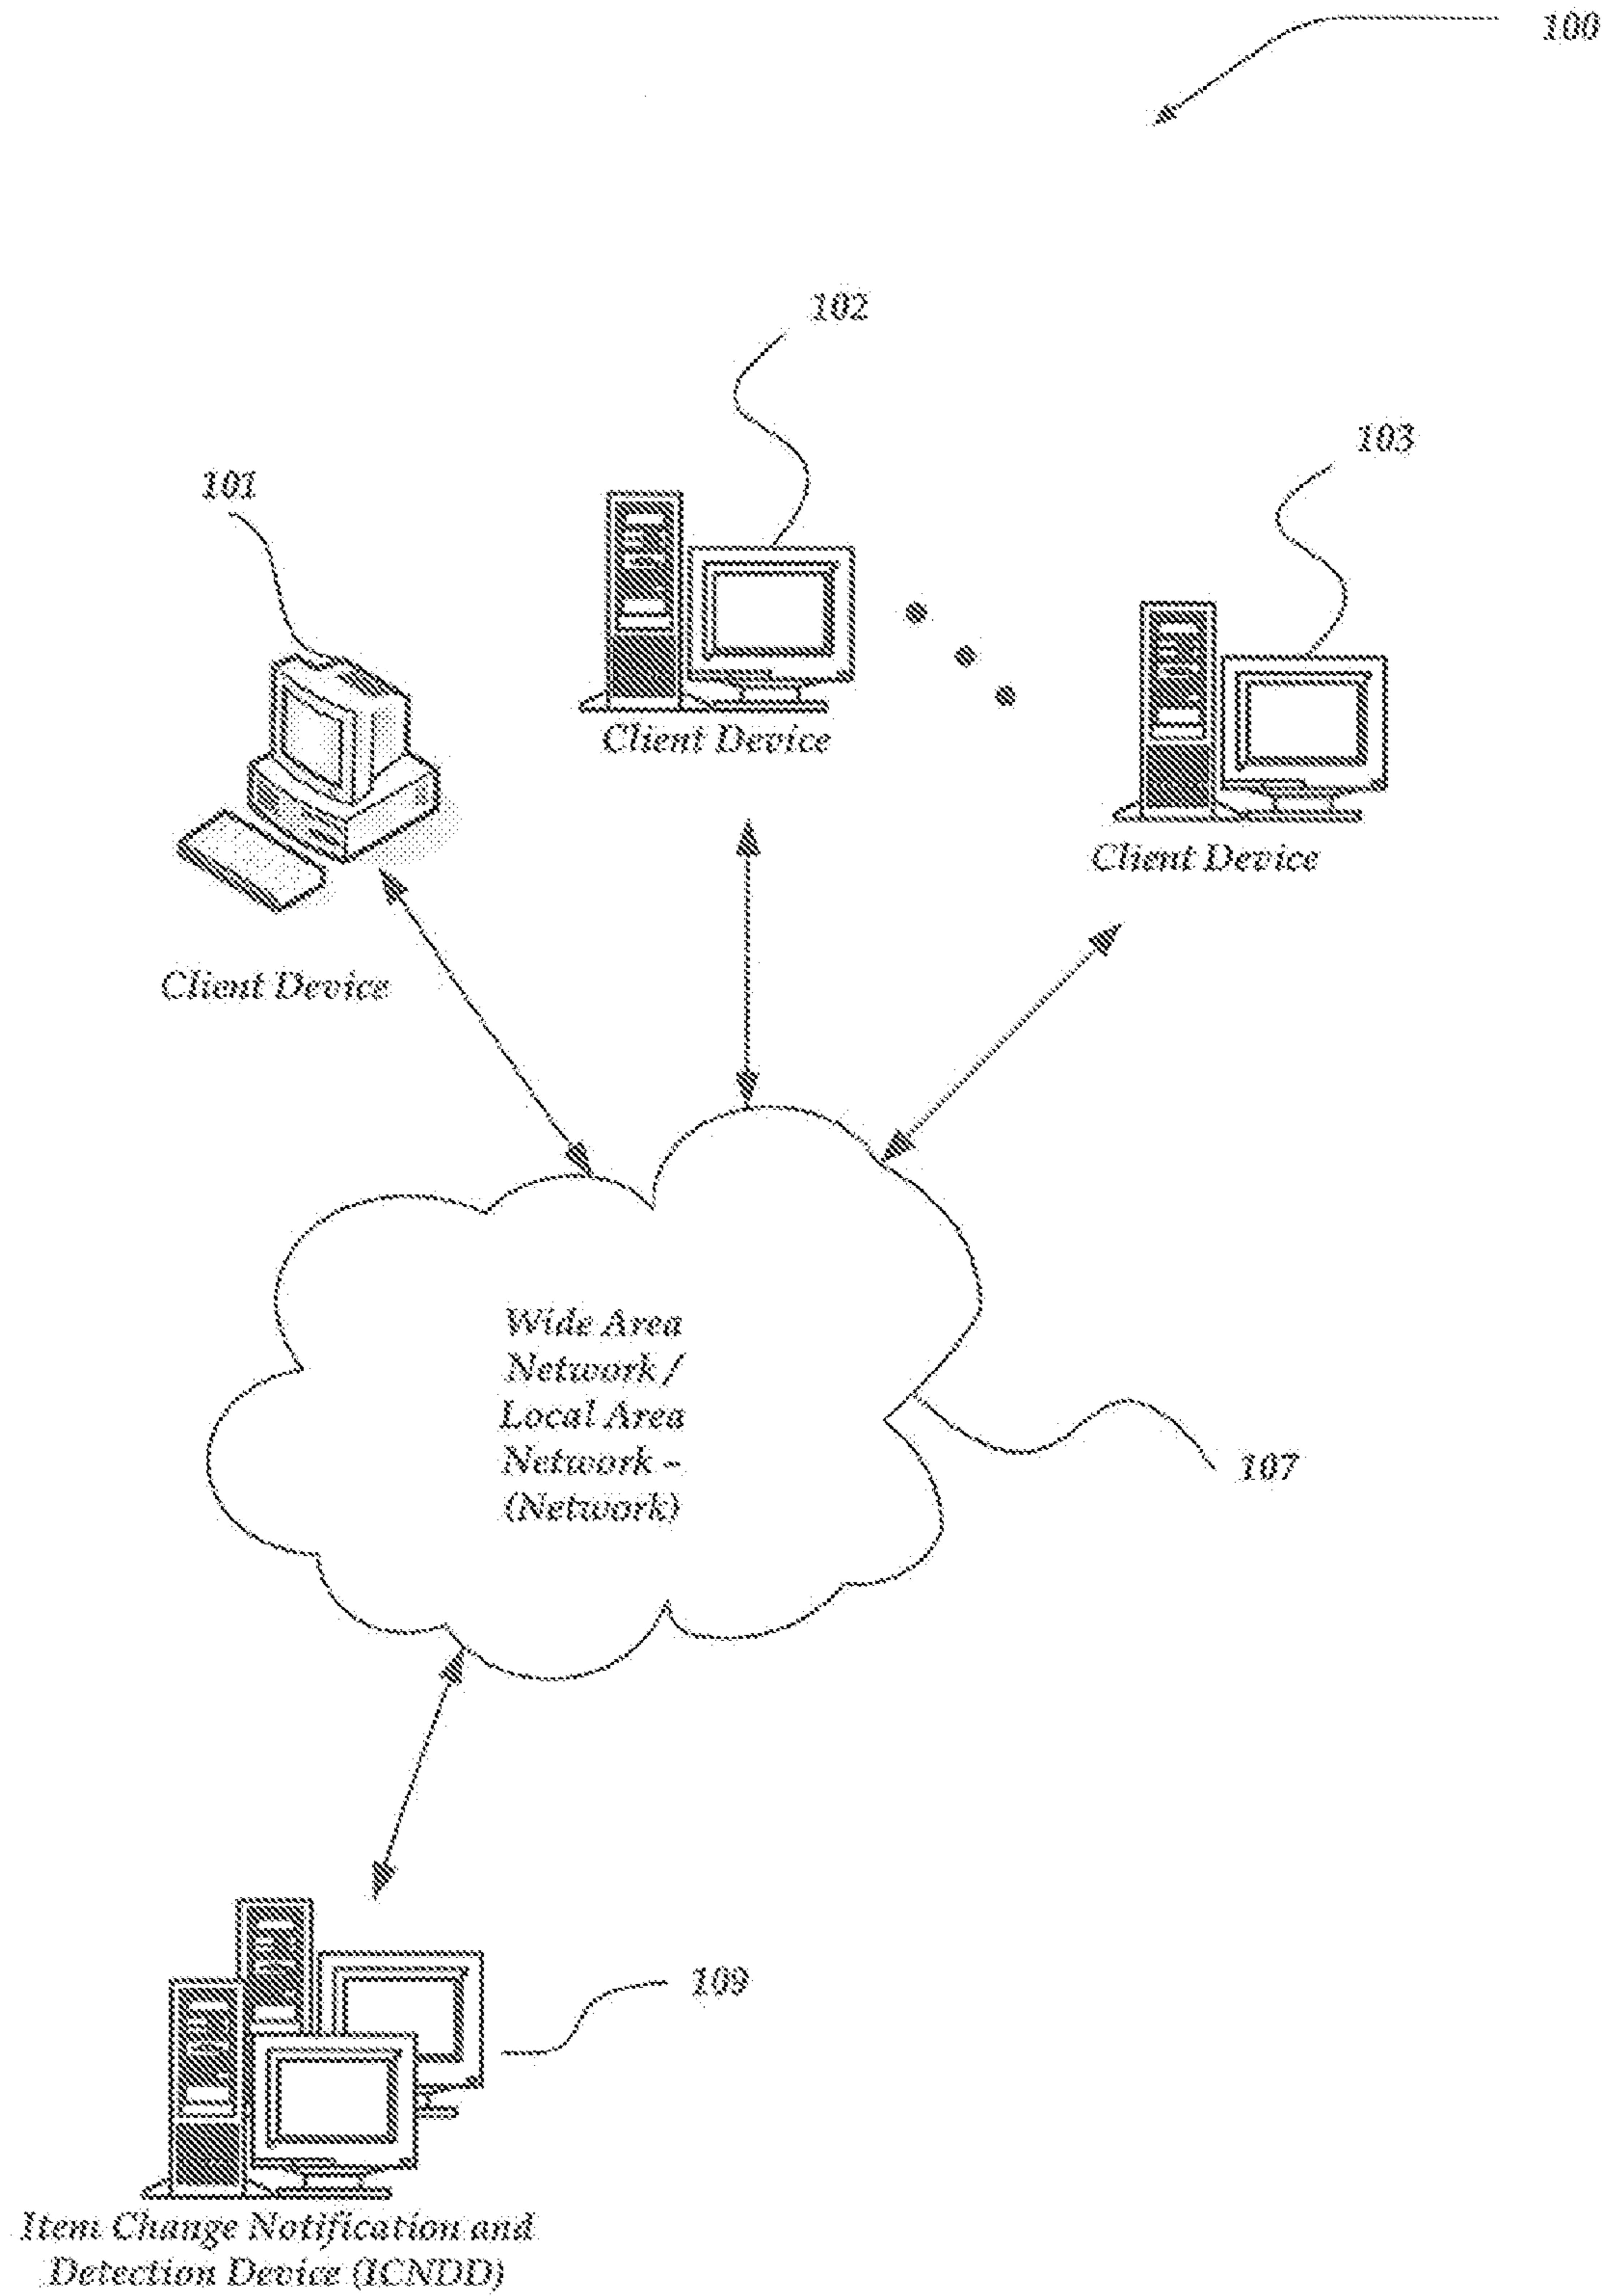 100
102
103
101
Client Device
Client Device
Client Device
Wide Area
Network /
Local Area
Network -
(Network)
107
109
Item Change Notification and
Detection Device (ICNDD)